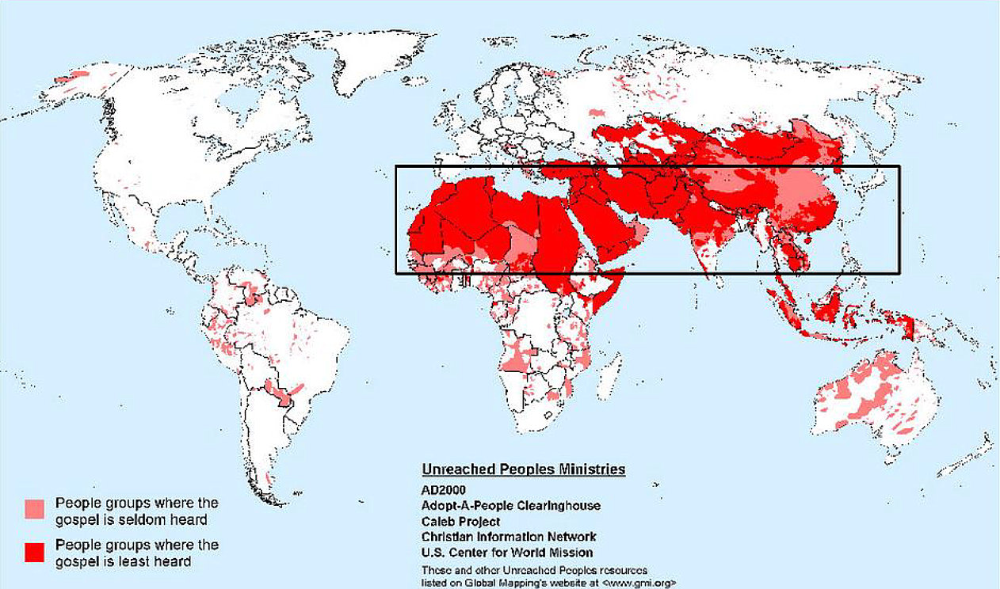 Unreached Peoples Ministries
AD2000
Adopt-A-People Clearinghouse
Caleb Project
Christian Information Network
U.S. Center for World Mission
These and other Unreached Peoples resources
listed on Global Mapping's website at <www.gmi.org>
People groups where the
gospel is seldom heard
People groups where the
gospel is least heard